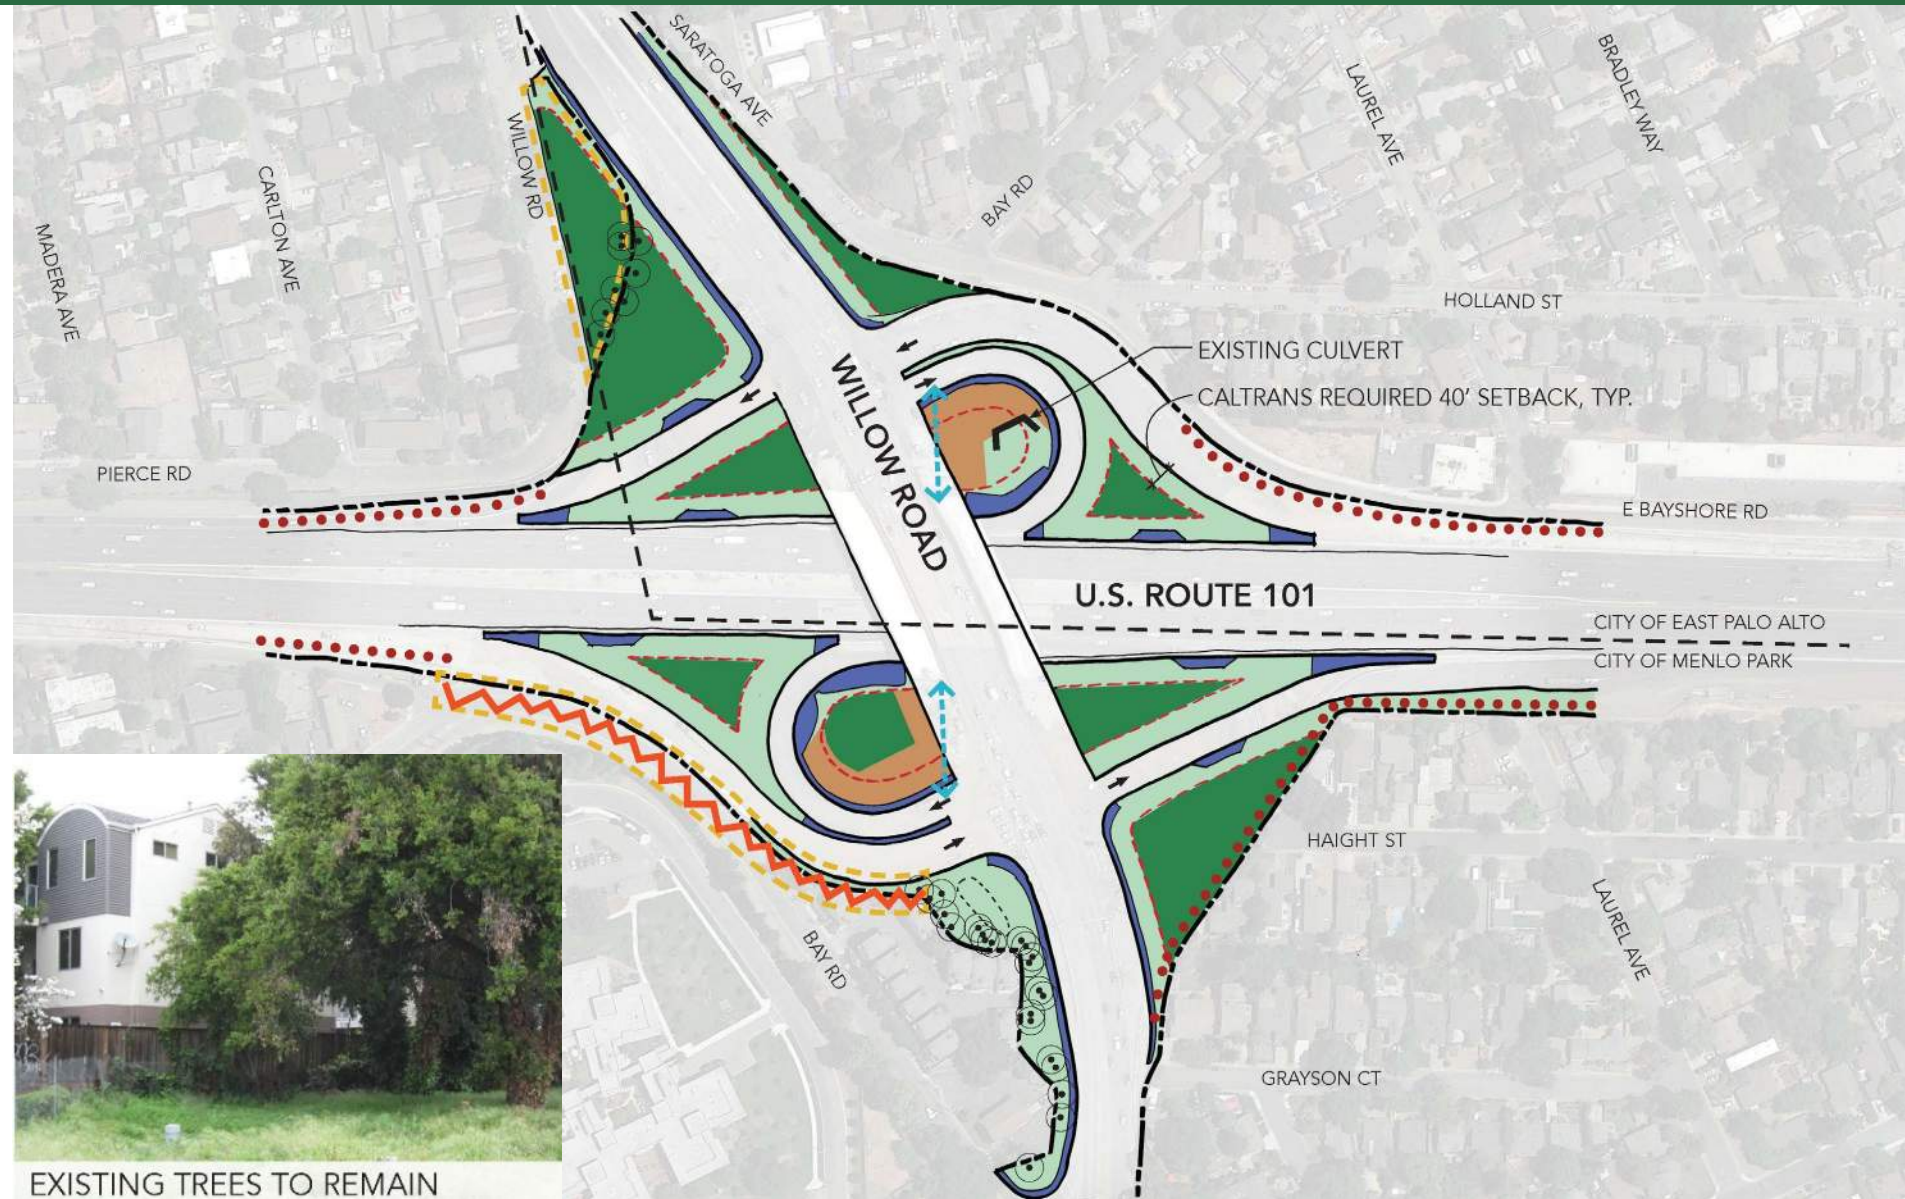 SARATOGA AVE
BRADLEY WAY
LAUREL AVE
WILLOW RD
CARLTON AVE
BAY RD
MADERA AVE
HOLLAND ST
EXISTING CULVERT
CALTRANS REQUIRED 40' SETBACK, TYP.
WILLOW ROAD
PIERCE RD
E BAYSHORE RD
U.S. ROUTE 101
CITY OF EAST PALO ALTO
CITY OF MENLO PARK
HAIGHT ST
LAUREL AVE
BAY RD
GRAYSON CT
EXISTING TREES TO REMAIN